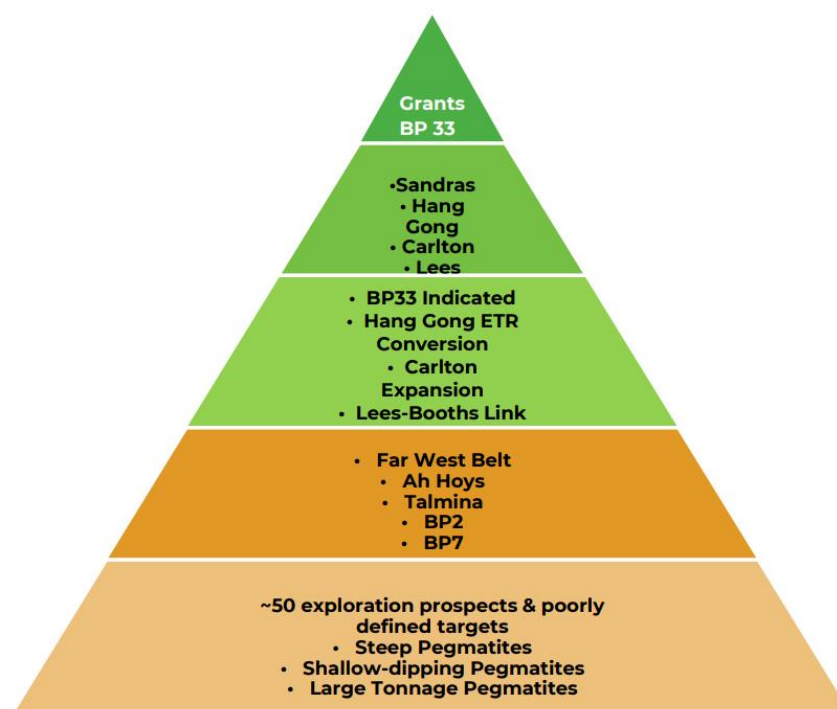 Grants
BP 33
•Sandras
• Hang
Gong
• Carlton
• Lees
• BP33 Indicated
• Hang Gong ETR
Conversion
• Carlton
Expansion
• Lees-Booths Link
• Far West Belt
• Ah Hoys
• Talmina
• BP2
• BP7
~50 exploration prospects & poorly
defined targets
• Steep Pegmatites
• Shallow-dipping Pegmatites
• Large Tonnage Pegmatites